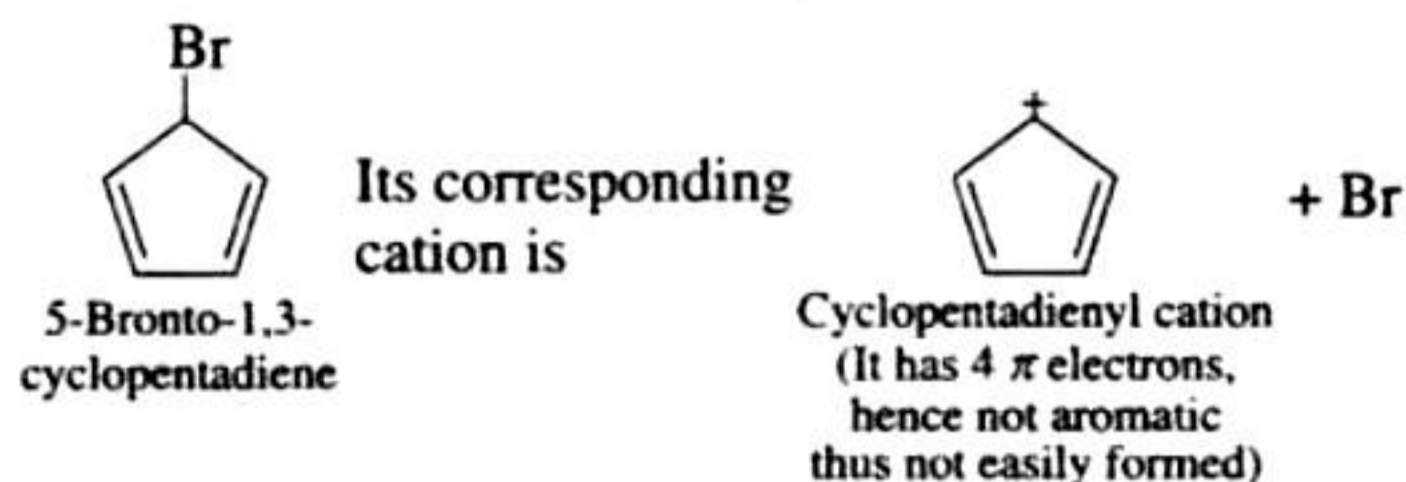 Br
+
Its corresponding
cation is
+ Br
5-Bronto-1,3-
cyclopentadiene
Cyclopentadienyl cation
(It has 4 π electrons,
hence not aromatic
thus not easily formed)